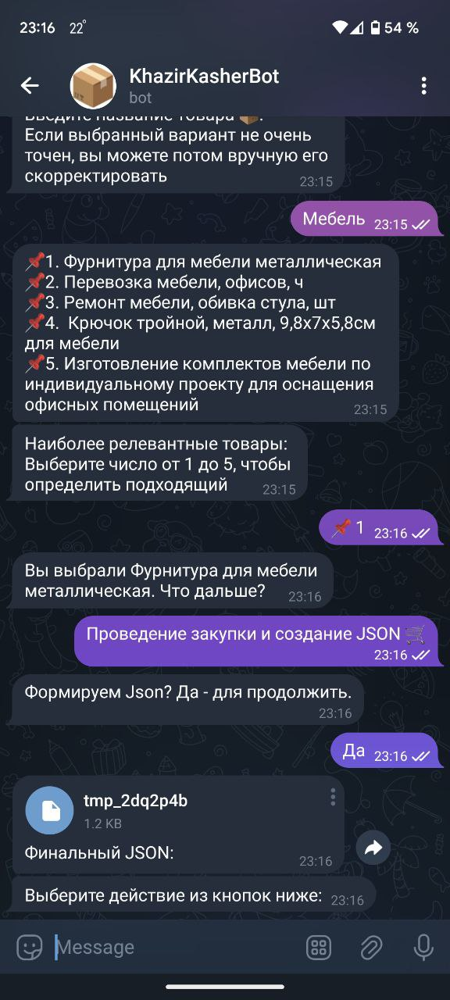 23:16 22° 54 %
KhazirKasherBot
bot
Введите название товара 📦.
Если выбранный вариант не очень
точен, вы можете потом вручную его
скорректировать 23:15
Мебель 23:15
📌1. Фурнитура для мебели металлическая
📌2. Перевозка мебели, офисов, ч
📌3. Ремонт мебели, обивка стула, шт
📌4. Крючок тройной, металл, 9,8х7х5,8см
для мебели
📌5. Изготовление комплектов мебели по
индивидуальному проекту для оснащения
офисных помещений 23:15
Наиболее релевантные товары:
Выберите число от 1 до 5, чтобы
определить подходящий 23:15
📌 1 23:16
Вы выбрали Фурнитура для мебели
металлическая. Что дальше? 23:16
Проведение закупки и создание JSON 🛒
23:16
Формируем Json? Да - для продолжить.
23:16
Да 23:16
tmp_2dq2p4b
1.2 KB
Финальный JSON: 23:16
Выберите действие из кнопок ниже: 23:16
Message